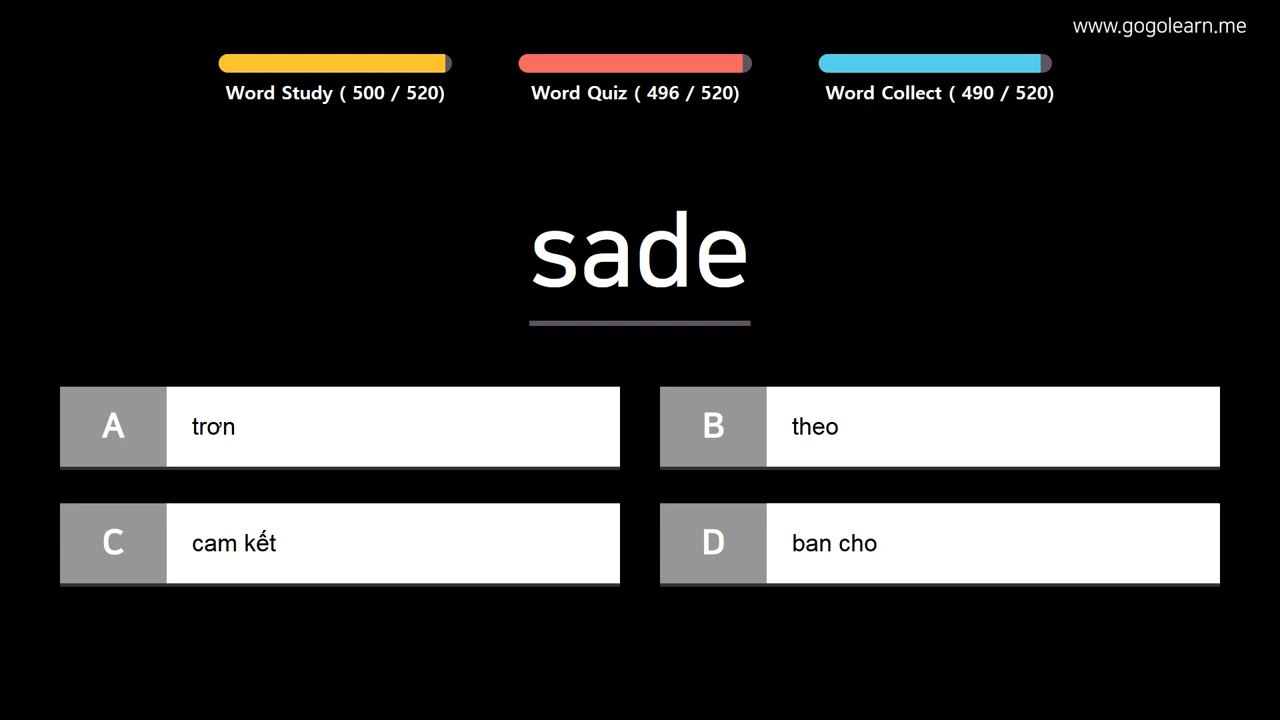 www.gogolearn.me
Word Study ( 500 / 520)
Word Quiz ( 496 / 520)
Word Collect ( 490 / 520)
sade
A trơn
B theo
C cam kết
D ban cho